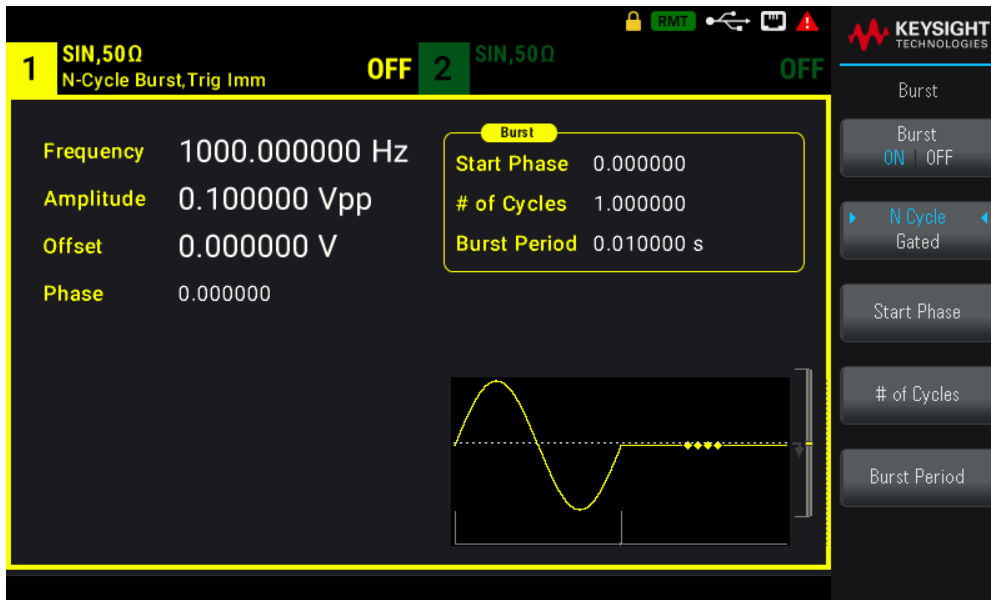 RMT
KEYSIGHT
TECHNOLOGIES
1
SIN,50Ω
N-Cycle Burst,Trig Imm
OFF
2
SIN,50Ω
OFF
Burst
Frequency 1000.000000 Hz
Amplitude 0.100000 Vpp
Offset 0.000000 V
Phase 0.000000
Burst
Start Phase 0.000000
# of Cycles 1.000000
Burst Period 0.010000 s
Burst
ON | OFF
N Cycle
Gated
Start Phase
# of Cycles
Burst Period